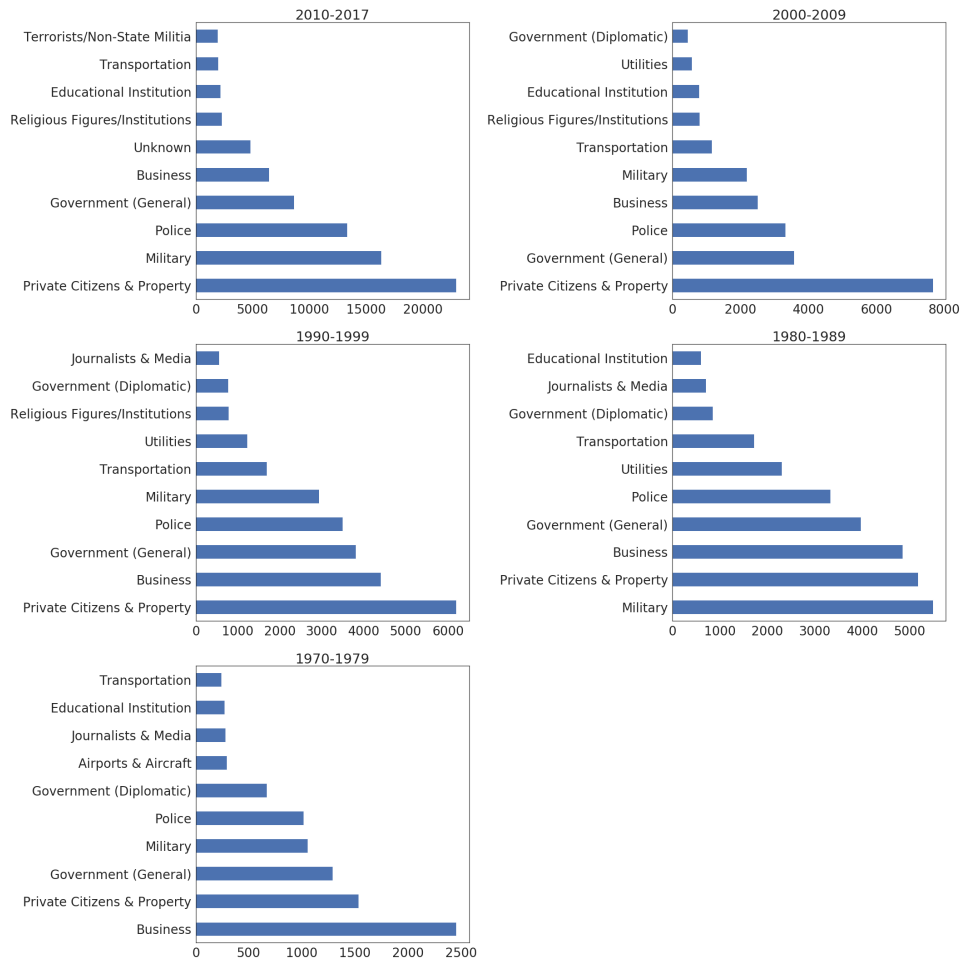 2010-2017
Terrorists/Non-State Militia
Transportation
Educational Institution
Religious Figures/Institutions
Unknown
Business
Government (General)
Police
Military
Private Citizens & Property
0 5000 10000 15000 20000
2000-2009
Government (Diplomatic)
Utilities
Educational Institution
Religious Figures/Institutions
Transportation
Military
Business
Police
Government (General)
Private Citizens & Property
0 2000 4000 6000 8000
1990-1999
Journalists & Media
Government (Diplomatic)
Religious Figures/Institutions
Utilities
Transportation
Military
Police
Government (General)
Business
Private Citizens & Property
0 1000 2000 3000 4000 5000 6000
1980-1989
Educational Institution
Journalists & Media
Government (Diplomatic)
Transportation
Utilities
Police
Government (General)
Business
Private Citizens & Property
Military
0 1000 2000 3000 4000 5000
1970-1979
Transportation
Educational Institution
Journalists & Media
Airports & Aircraft
Government (Diplomatic)
Police
Military
Government (General)
Private Citizens & Property
Business
0 500 1000 1500 2000 2500